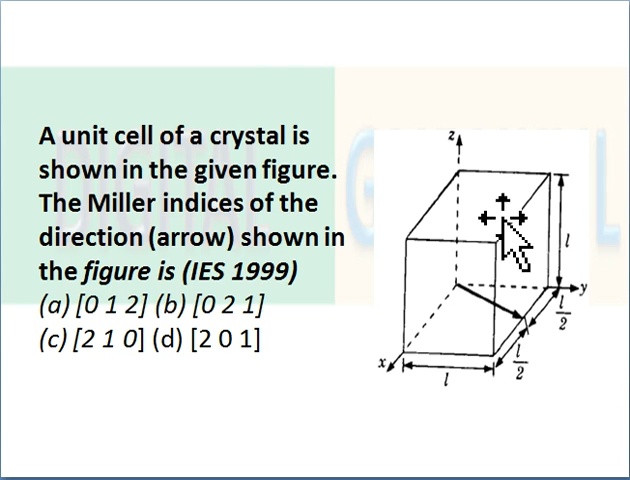 A unit cell of a crystal is
shown in the given figure.
The Miller indices of the
direction (arrow) shown in
the figure is (IES 1999)
(a) [0 1 2] (b) [0 2 1]
(c) [2 1 0] (d) [2 0 1]
z
l
y
l/2
x
l/2
l